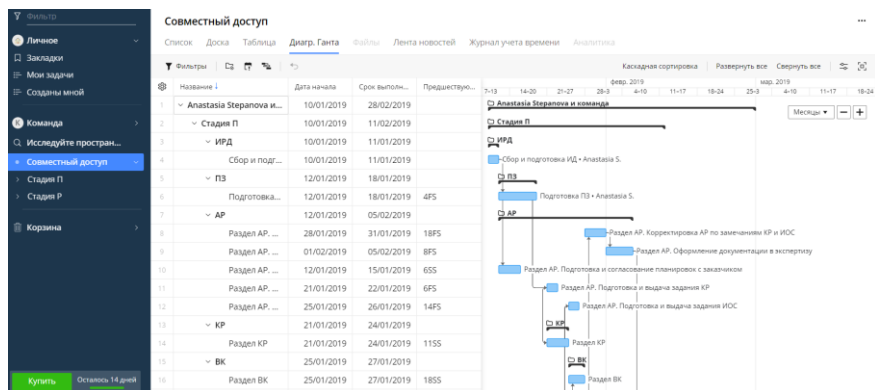 Фильтр
Личное
Закладки
Мои задачи
Созданы мной
Команда
Исследуйте простран...
Совместный доступ
Стадия П
Стадия Р
Корзина
Купить Осталось 14 дней
Совместный доступ
Список Доска Таблица Диагр. Ганта Файлы Лента новостей Журнал учета времени Аналитика
Фильтры Каскадная сортировка Развернуть все Свернуть все
Название Дата начала Срок выполн... Предшествую...
февр. 2019 мар. 2019
7–13 14–20 21–27 28–3 4–10 11–17 18–24 25–3 4–10 11–17 18–24
Месяцы
1 Anastasia Stepanova и... 10/01/2019 28/02/2019 Anastasia Stepanova и команда
2 Стадия П 10/01/2019 11/02/2019 Стадия П
3 ИРД 10/01/2019 11/01/2019 ИРД
4 Сбор и подг... 10/01/2019 11/01/2019 Сбор и подготовка ИД • Anastasia S.
5 ПЗ 12/01/2019 18/01/2019 ПЗ
6 Подготовка... 12/01/2019 18/01/2019 4FS Подготовка ПЗ • Anastasia S.
7 АР 12/01/2019 05/02/2019 АР
8 Раздел АР. ... 28/01/2019 31/01/2019 18FS Раздел АР. Корректировка АР по замечаниям КР и ИОС
9 Раздел АР. ... 01/02/2019 05/02/2019 8FS Раздел АР. Оформление документации в экспертизу
10 Раздел АР. ... 12/01/2019 15/01/2019 6SS Раздел АР. Подготовка и согласование планировок с заказчиком
11 Раздел АР. ... 21/01/2019 22/01/2019 6FS Раздел АР. Подготовка и выдача задания КР
12 Раздел АР. ... 25/01/2019 26/01/2019 14FS Раздел АР. Подготовка и выдача задания ИОС
13 КР 21/01/2019 24/01/2019 КР
14 Раздел КР 21/01/2019 24/01/2019 11SS Раздел КР
15 ВК 25/01/2019 27/01/2019 ВК
16 Раздел ВК 25/01/2019 27/01/2019 18SS Раздел ВК